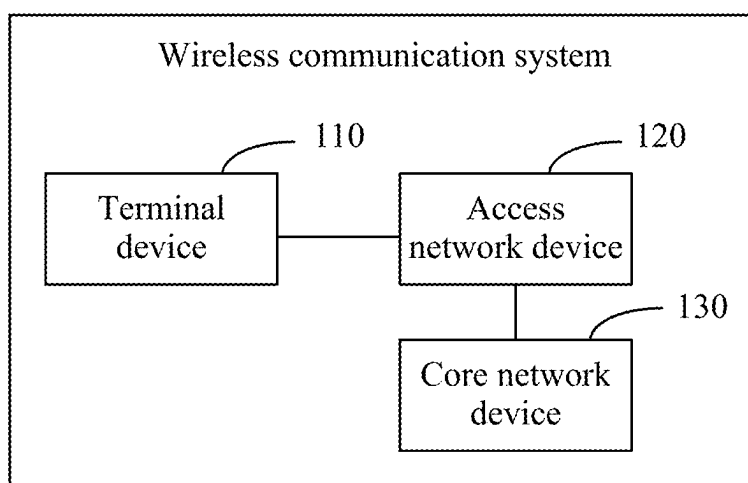 Wireless communication system
110
120
Terminal
device
Access
network device
130
Core network
device